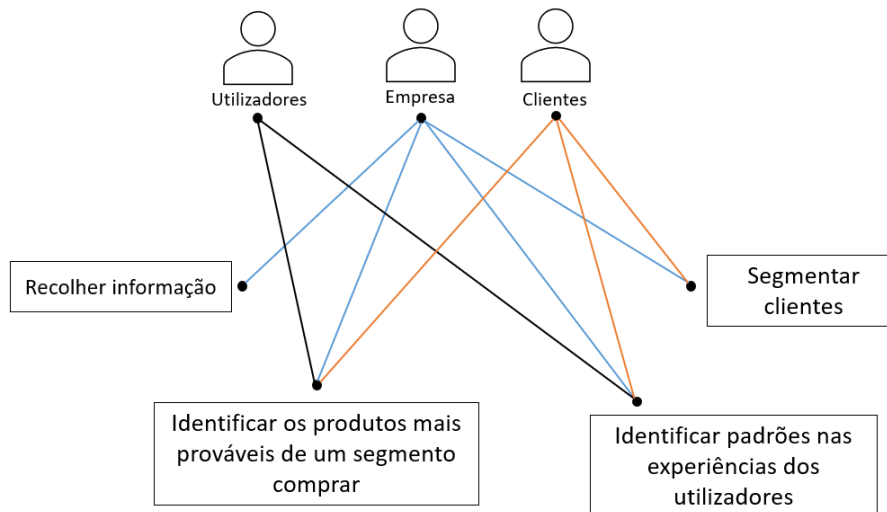 Utilizadores
Empresa
Clientes
Recolher informação
Segmentar
clientes
Identificar os produtos mais
prováveis de um segmento
comprar
Identificar padrões nas
experiências dos
utilizadores